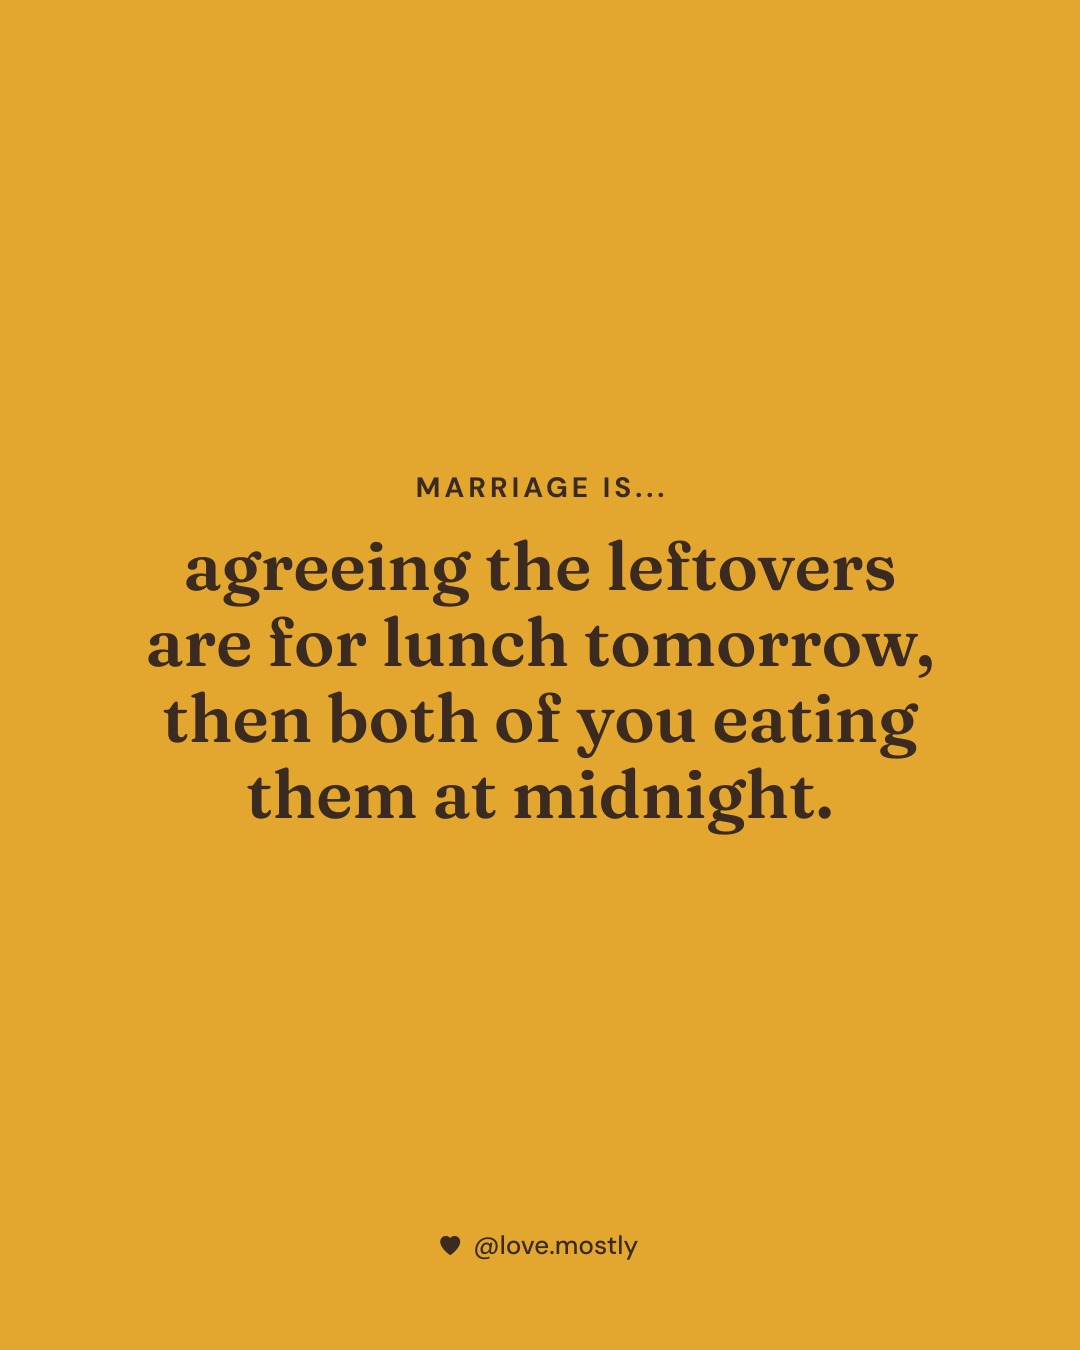 MARRIAGE IS...
agreeing the leftovers
are for lunch tomorrow,
then both of you eating
them at midnight.
@love.mostly